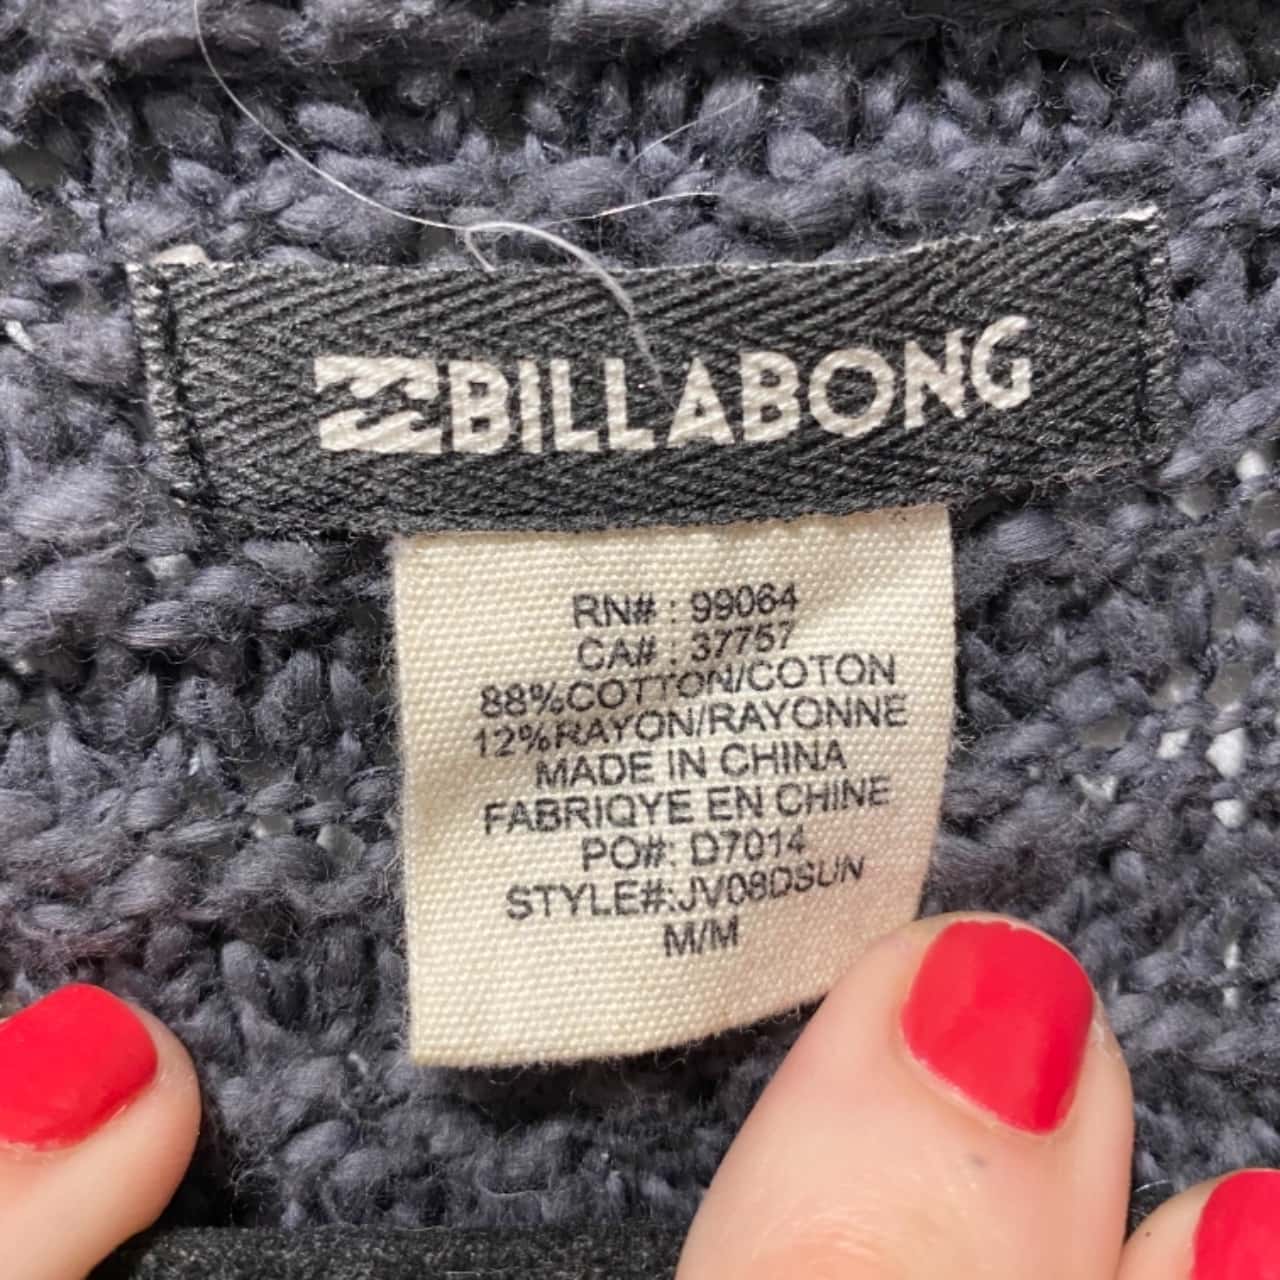 BILLABONG
RN# : 99064
CA# : 37757
88%COTTON/COTON
12%RAYON/RAYONNE
MADE IN CHINA
FABRIQYE EN CHINE
PO#: D7014
STYLE#:JV08DSUN
M/M